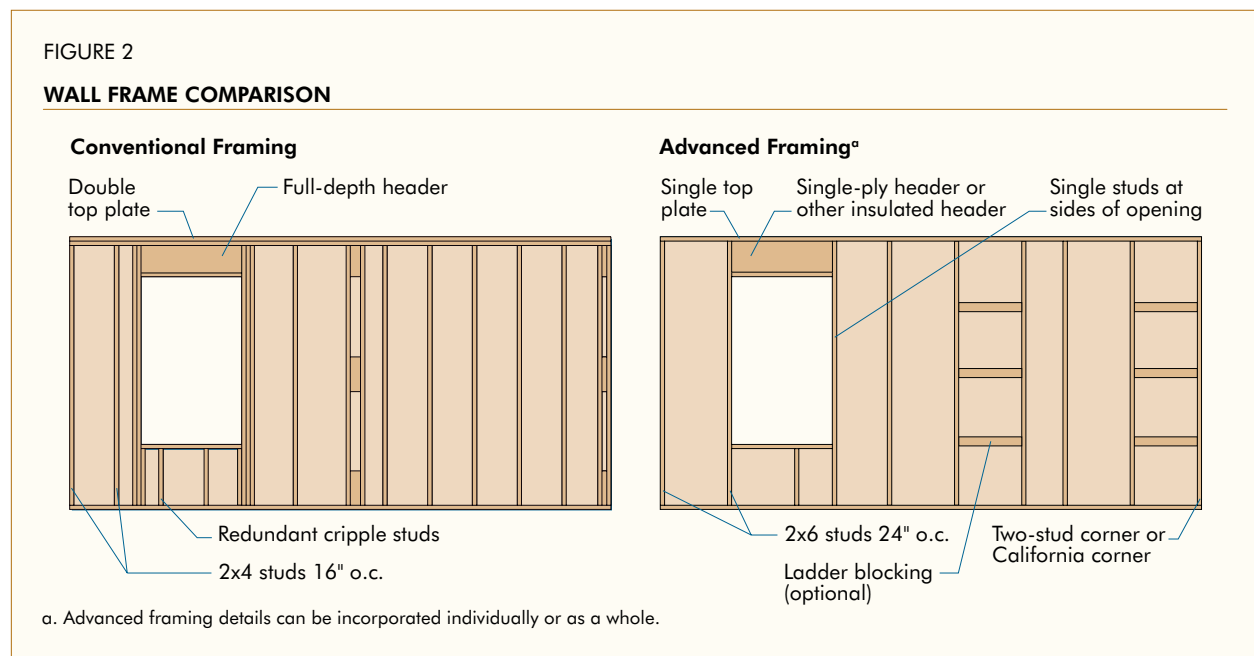 FIGURE 2
WALL FRAME COMPARISON
Conventional Framing
Double
top plate
Full-depth header
Redundant cripple studs
2x4 studs 16" o.c.
Advanced Framingᵃ
Single top
plate
Single-ply header or
other insulated header
Single studs at
sides of opening
2x6 studs 24" o.c.
Ladder blocking
(optional)
Two-stud corner or
California corner
a. Advanced framing details can be incorporated individually or as a whole.